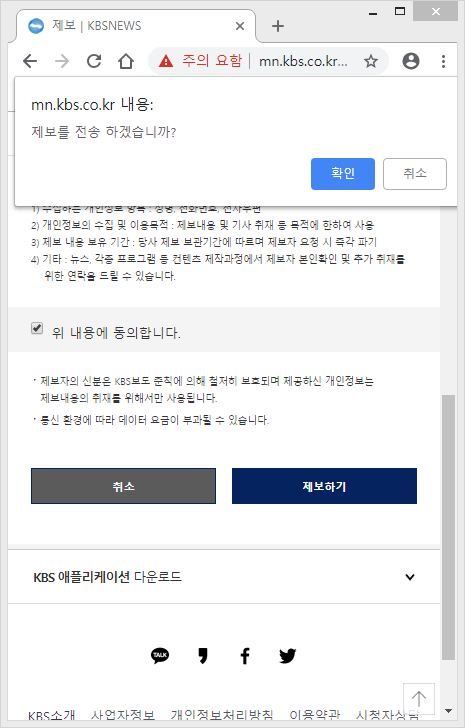 제보 | KBSNEWS
주의 요함 | mn.kbs.co.kr...
mn.kbs.co.kr 내용:
제보를 전송 하겠습니까?
확인
취소
1) 수집하는 개인정보 항목 : 성명, 전화번호, 전자우편
2) 개인정보의 수집 및 이용목적 : 제보내용 및 기사 취재 등 목적에 한하여 사용
3) 제보 내용 보유 기간 : 당사 제보 보관기간에 따르며 제보자 요청 시 즉각 파기
4) 기타 : 뉴스, 각종 프로그램 등 컨텐츠 제작과정에서 제보자 본인확인 및 추가 취재를
위한 연락을 드릴 수 있습니다.
위 내용에 동의합니다.
· 제보자의 신분은 KBS보도 준칙에 의해 철저히 보호되며 제공하신 개인정보는
제보내용의 취재를 위해서만 사용됩니다.
· 통신 환경에 따라 데이터 요금이 부과될 수 있습니다.
취소
제보하기
KBS 애플리케이션 다운로드
TALK
KBS소개 사업자정보 개인정보처리방침 이용약관 시청자상담